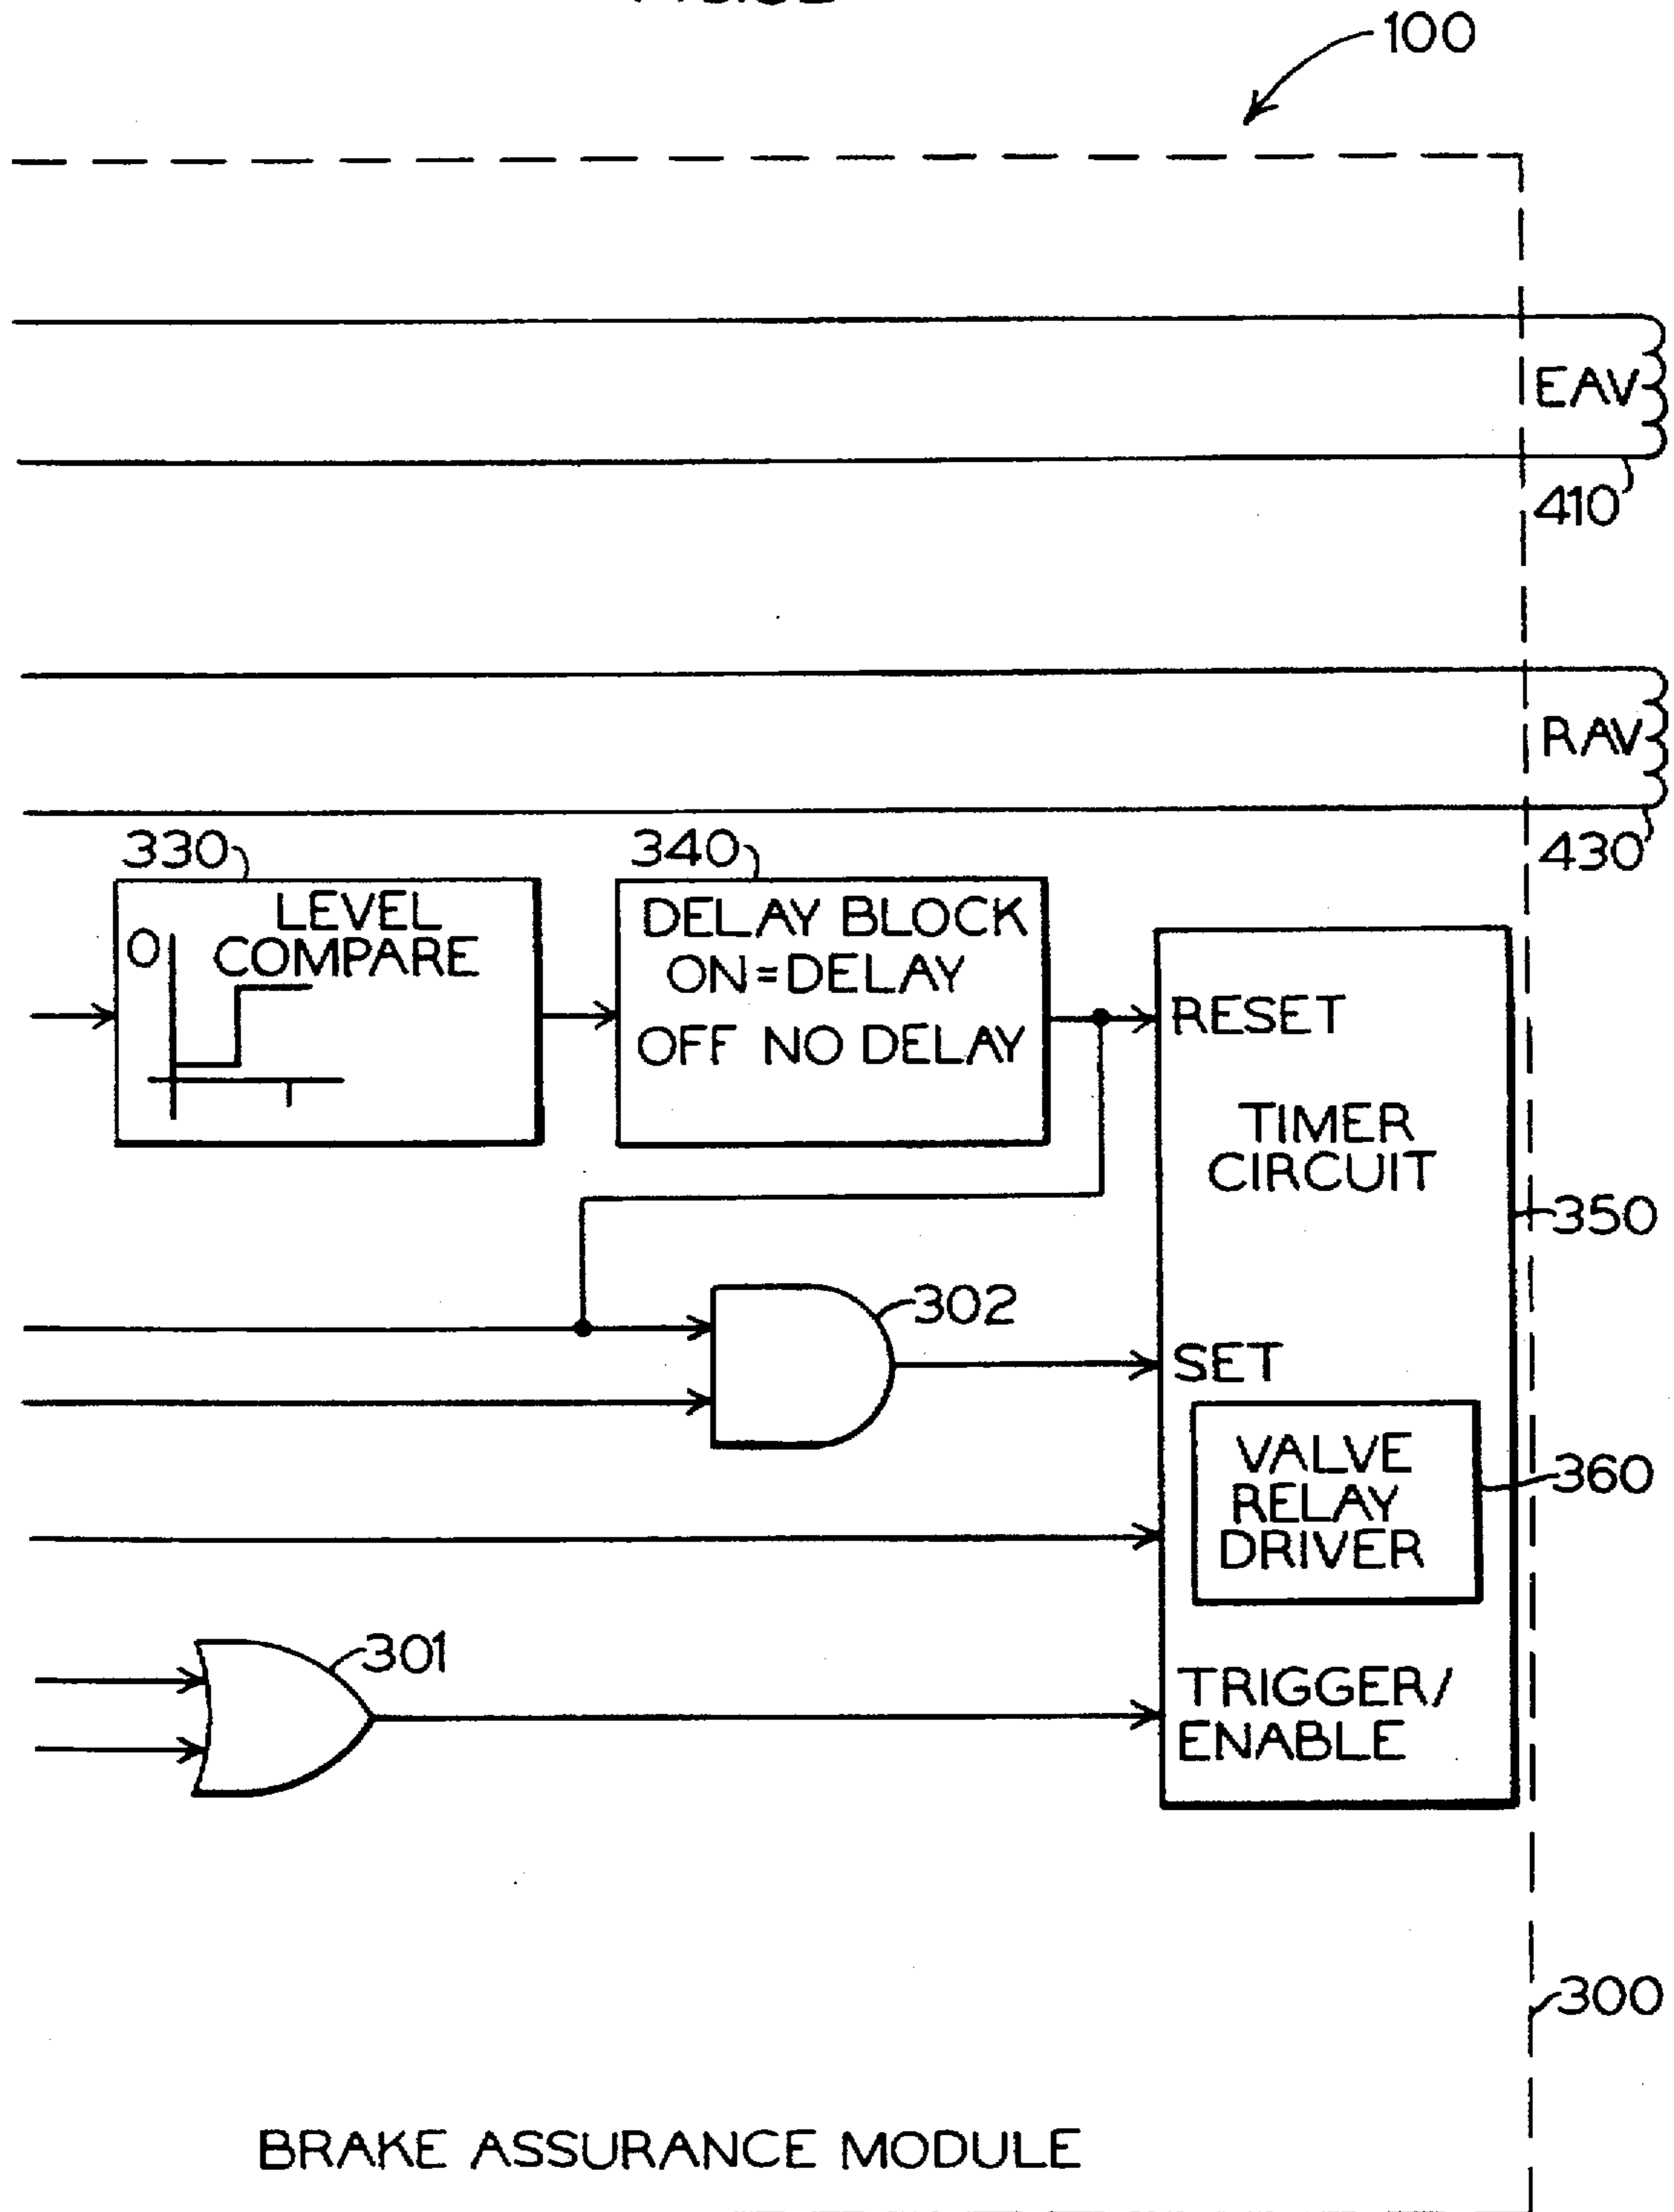 100
EAV
410
RAV
430
330
340
LEVEL
COMPARE
0
DELAY BLOCK
ON=DELAY
OFF NO DELAY
RESET
TIMER
CIRCUIT
350
302
SET
VALVE
RELAY
DRIVER
360
301
TRIGGER/
ENABLE
300
BRAKE ASSURANCE MODULE